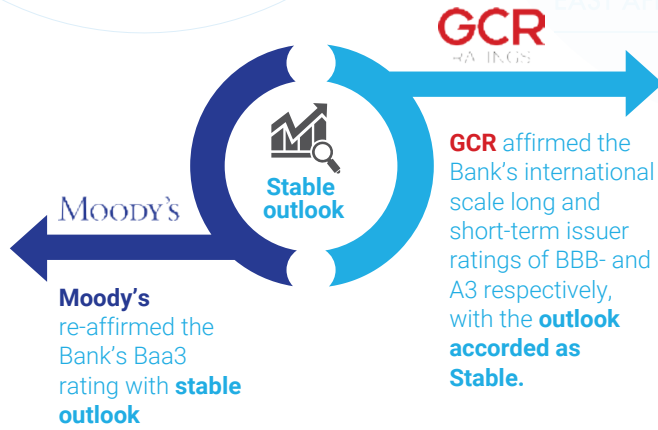 GCR
RATINGS
Stable
outlook
MOODY'S
GCR affirmed the
Bank's international
scale long and
short-term issuer
ratings of BBB- and
A3 respectively,
with the outlook
accorded as
Stable.
Moody's
re-affirmed the
Bank's Baa3
rating with stable
outlook